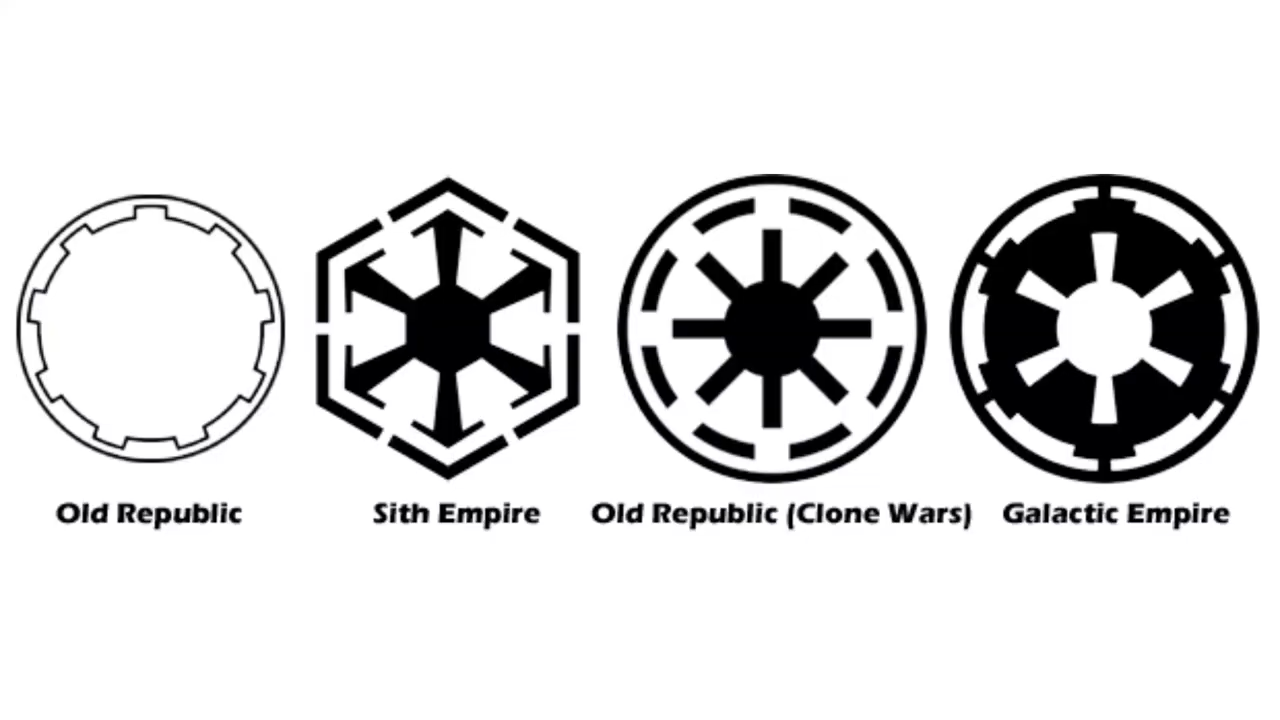 Old Republic
Sith Empire
Old Republic (Clone Wars)
Galactic Empire